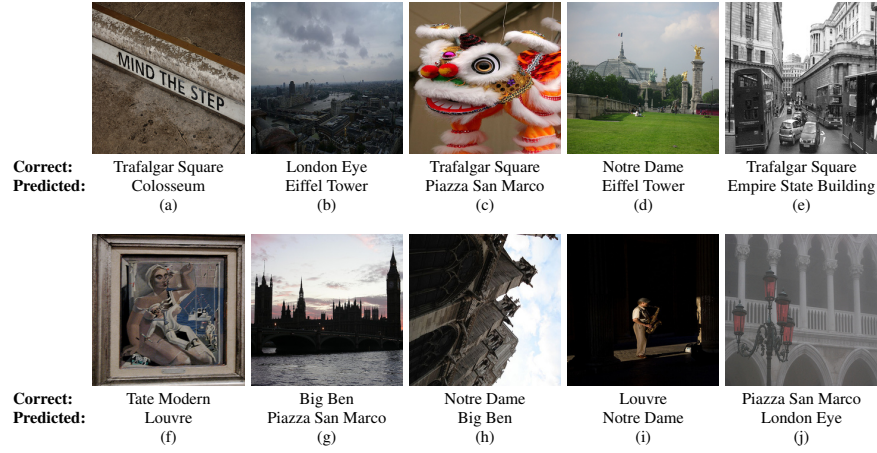 MIND THE STEP
Correct: Trafalgar Square London Eye Trafalgar Square Notre Dame Trafalgar Square
Predicted: Colosseum Eiffel Tower Piazza San Marco Eiffel Tower Empire State Building
(a) (b) (c) (d) (e)
Correct: Tate Modern Big Ben Notre Dame Louvre Piazza San Marco
Predicted: Louvre Piazza San Marco Big Ben Notre Dame London Eye
(f) (g) (h) (i) (j)